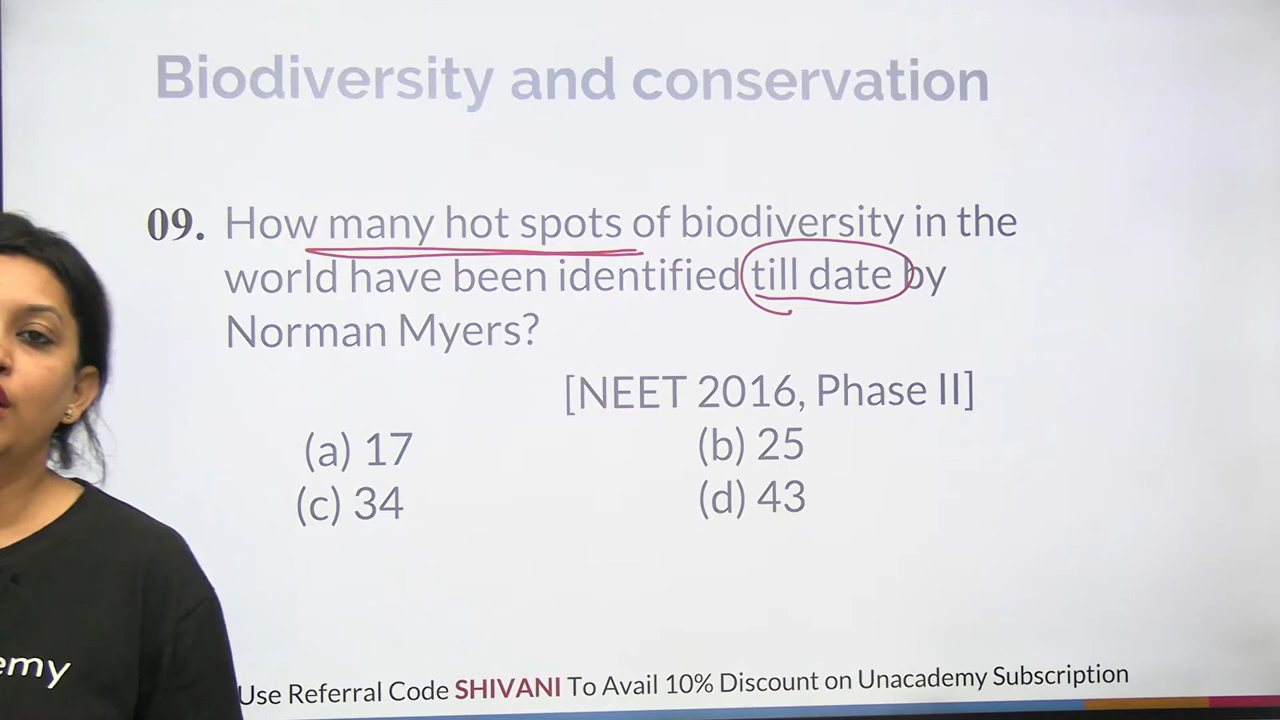 Biodiversity and conservation
09. How many hot spots of biodiversity in the
world have been identified till date by
Norman Myers?
[NEET 2016, Phase II]
(a) 17 (b) 25
(c) 34 (d) 43
emy
Use Referral Code SHIVANI To Avail 10% Discount on Unacademy Subscription